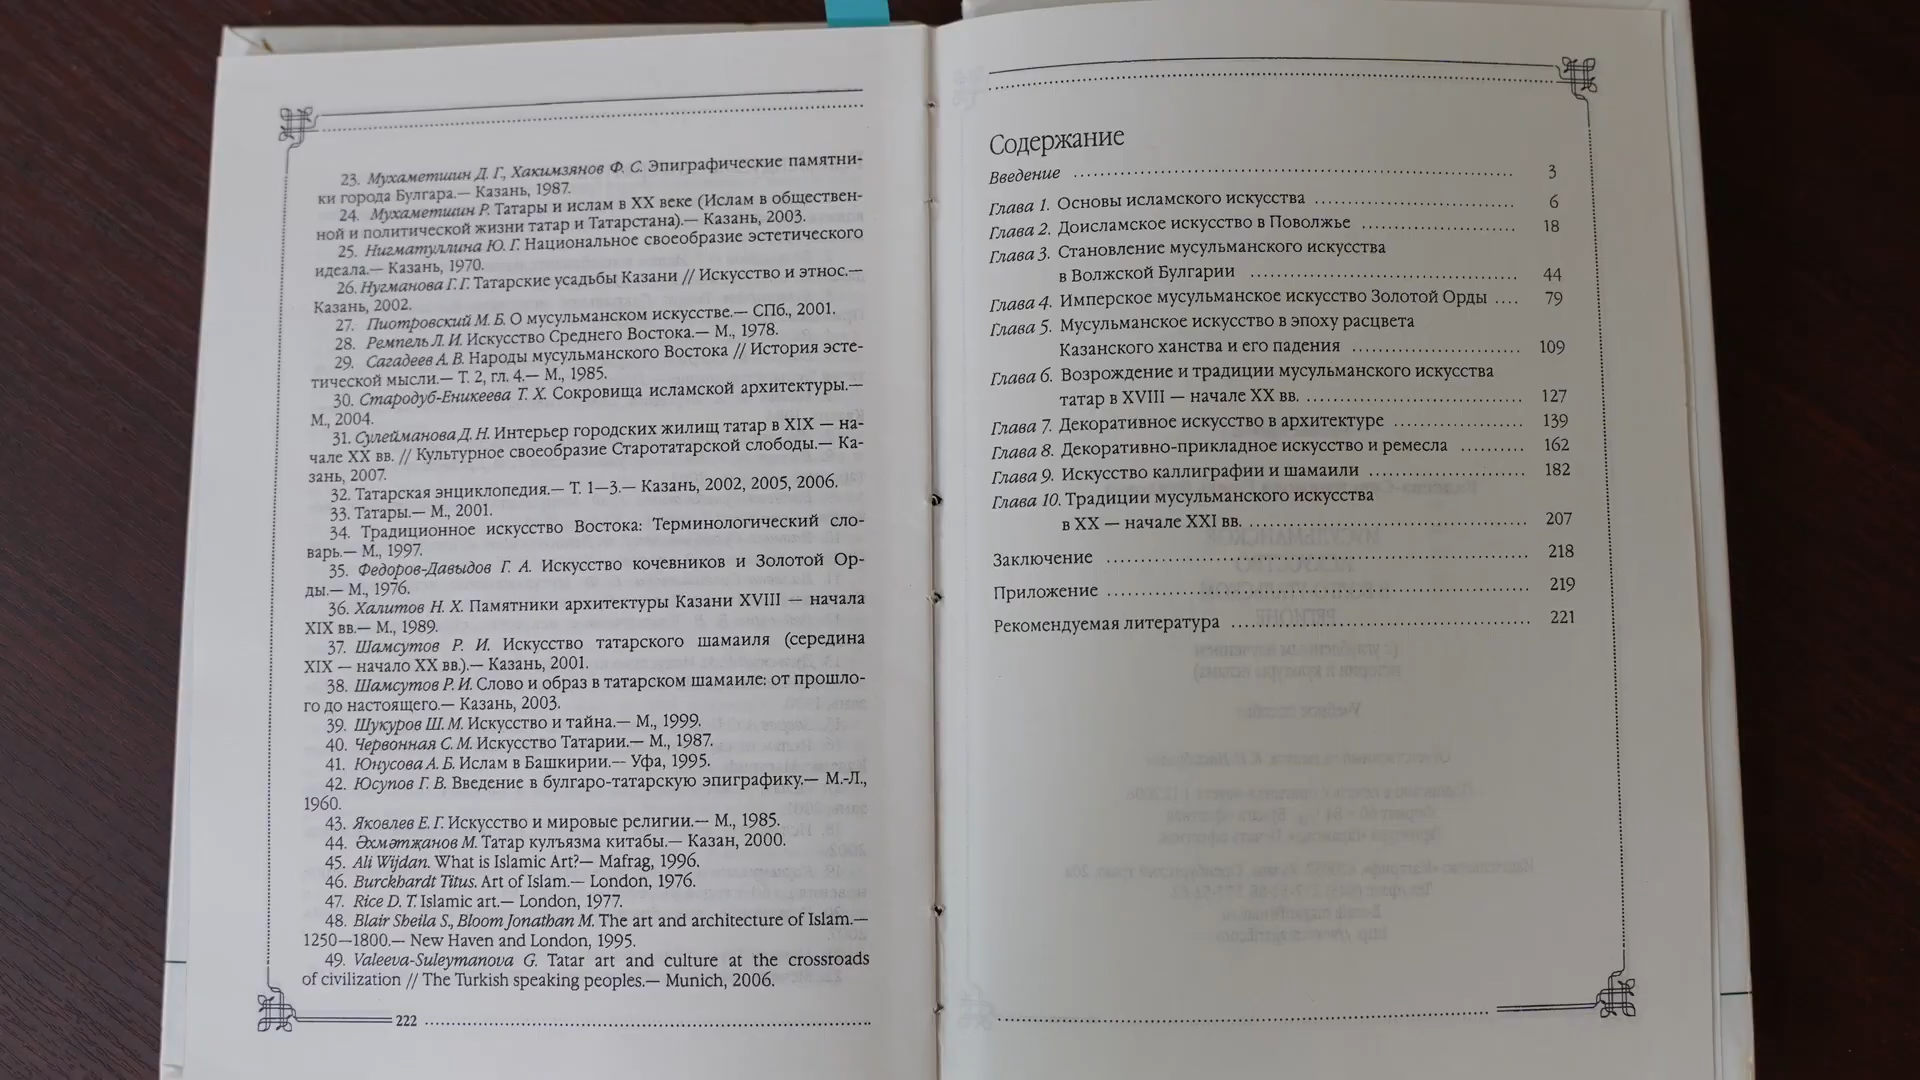 23. Мухаметшин Д. Г., Хакимзянов Ф. С. Эпиграфические памятни-
ки города Булгара.— Казань, 1987.
24. Мухаметшин Р. Татары и ислам в XX веке (Ислам в обществен-
ной и политической жизни татар и Татарстана).— Казань, 2003.
25. Нигматуллина Ю. Г. Национальное своеобразие эстетического
идеала.— Казань, 1970.
26. Нугманова Г. Г. Татарские усадьбы Казани // Искусство и этнос.—
Казань, 2002.
27. Пиотровский М. Б. О мусульманском искусстве.— СПб., 2001.
28. Ремпель Л. И. Искусство Среднего Востока.— М., 1978.
29. Сагадеев А. В. Народы мусульманского Востока // История эсте-
тической мысли.— Т. 2, гл. 4.— М., 1985.
30. Стародуб-Еникеева Т. Х. Сокровища исламской архитектуры.—
М., 2004.
31. Сулейманова Д. Н. Интерьер городских жилищ татар в XIX — на-
чале XX вв. // Культурное своеобразие Старотатарской слободы.— Ка-
зань, 2007.
32. Татарская энциклопедия.— Т. 1—3.— Казань, 2002, 2005, 2006.
33. Татары.— М., 2001.
34. Традиционное искусство Востока: Терминологический сло-
варь.— М., 1997.
35. Федоров-Давыдов Г. А. Искусство кочевников и Золотой Ор-
ды.— М., 1976.
36. Халитов Н. Х. Памятники архитектуры Казани XVIII — начала
XIX вв.— М., 1989.
37. Шамсутов Р. И. Искусство татарского шамаиля (середина
XIX — начало XX вв.).— Казань, 2001.
38. Шамсутов Р. И. Слово и образ в татарском шамаиле: от прошло-
го до настоящего.— Казань, 2003.
39. Шукуров Ш. М. Искусство и тайна.— М., 1999.
40. Червонная С. М. Искусство Татарии.— М., 1987.
41. Юнусова А. Б. Ислам в Башкирии.— Уфа, 1995.
42. Юсупов Г. В. Введение в булгаро-татарскую эпиграфику.— М.-Л.,
1960.
43. Яковлев Е. Г. Искусство и мировые религии.— М., 1985.
44. Әхмәтҗанов М. Татар кулъязма китабы.— Казан, 2000.
45. Ali Wijdan. What is Islamic Art?— Mafrag, 1996.
46. Burckhardt Titus. Art of Islam.— London, 1976.
47. Rice D. T. Islamic art.— London, 1977.
48. Blair Sheila S., Bloom Jonathan M. The art and architecture of Islam.—
1250—1800.— New Haven and London, 1995.
49. Valeeva-Suleymanova G. Tatar art and culture at the crossroads
of civilization // The Turkish speaking peoples.— Munich, 2006.
222
Содержание
Введение 3
Глава 1. Основы исламского искусства 6
Глава 2. Доисламское искусство в Поволжье 18
Глава 3. Становление мусульманского искусства
в Волжской Булгарии 44
Глава 4. Имперское мусульманское искусство Золотой Орды 79
Глава 5. Мусульманское искусство в эпоху расцвета
Казанского ханства и его падения 109
Глава 6. Возрождение и традиции мусульманского искусства
татар в XVIII — начале XX вв. 127
Глава 7. Декоративное искусство в архитектуре 139
Глава 8. Декоративно-прикладное искусство и ремесла 162
Глава 9. Искусство каллиграфии и шамаили 182
Глава 10. Традиции мусульманского искусства
в XX — начале XXI вв. 207
Заключение 218
Приложение 219
Рекомендуемая литература 221